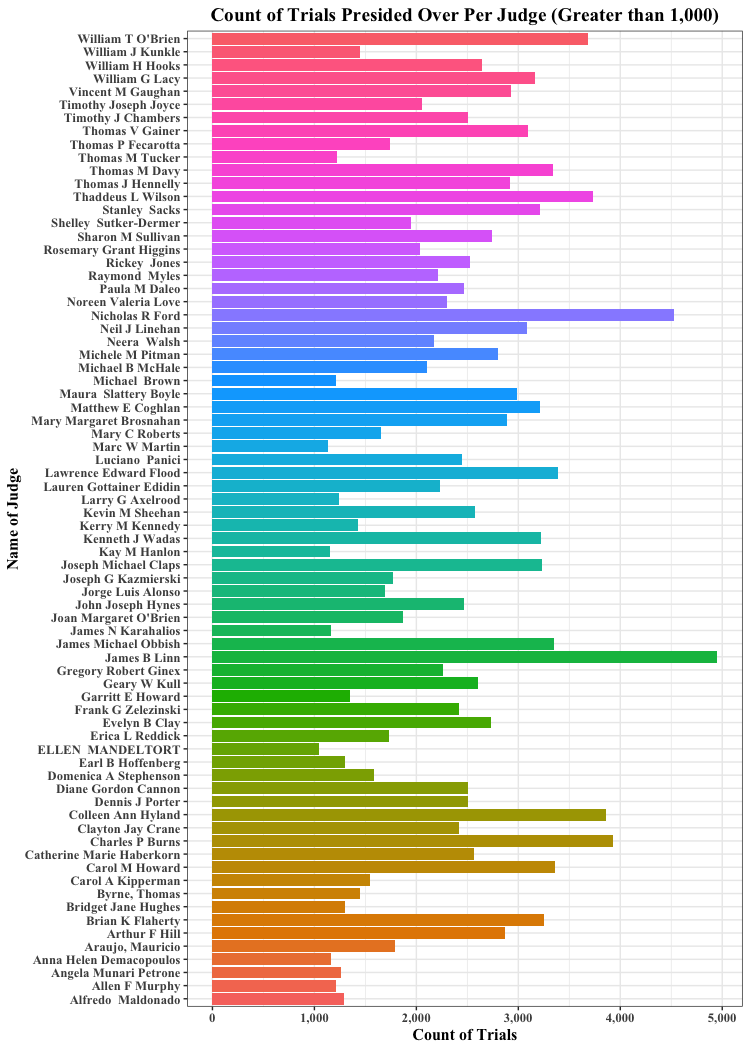 Count of Trials Presided Over Per Judge (Greater than 1,000)
William T O'Brien
William J Kunkle
William H Hooks
William G Lacy
Vincent M Gaughan
Timothy Joseph Joyce
Timothy J Chambers
Thomas V Gainer
Thomas P Fecarotta
Thomas M Tucker
Thomas M Davy
Thomas J Hennelly
Thaddeus L Wilson
Stanley  Sacks
Shelley  Sutker-Dermer
Sharon M Sullivan
Rosemary Grant Higgins
Rickey  Jones
Raymond  Myles
Paula M Daleo
Noreen Valeria Love
Nicholas R Ford
Neil J Linehan
Neera  Walsh
Michele M Pitman
Michael B McHale
Michael  Brown
Maura  Slattery Boyle
Matthew E Coghlan
Mary Margaret Brosnahan
Mary C Roberts
Marc W Martin
Luciano  Panici
Lawrence Edward Flood
Lauren Gottainer Edidin
Larry G Axelrood
Kevin M Sheehan
Kerry M Kennedy
Kenneth J Wadas
Kay M Hanlon
Joseph Michael Claps
Joseph G Kazmierski
Jorge Luis Alonso
John Joseph Hynes
Joan Margaret O'Brien
James N Karahalios
James Michael Obbish
James B Linn
Gregory Robert Ginex
Geary W Kull
Garritt E Howard
Frank G Zelezinski
Evelyn B Clay
Erica L Reddick
ELLEN  MANDELTORT
Earl B Hoffenberg
Domenica A Stephenson
Diane Gordon Cannon
Dennis J Porter
Colleen Ann Hyland
Clayton Jay Crane
Charles P Burns
Catherine Marie Haberkorn
Carol M Howard
Carol A Kipperman
Byrne, Thomas
Bridget Jane Hughes
Brian K Flaherty
Arthur F Hill
Araujo, Mauricio
Anna Helen Demacopoulos
Angela Munari Petrone
Allen F Murphy
Alfredo  Maldonado
Name of Judge
0 1,000 2,000 3,000 4,000 5,000
Count of Trials